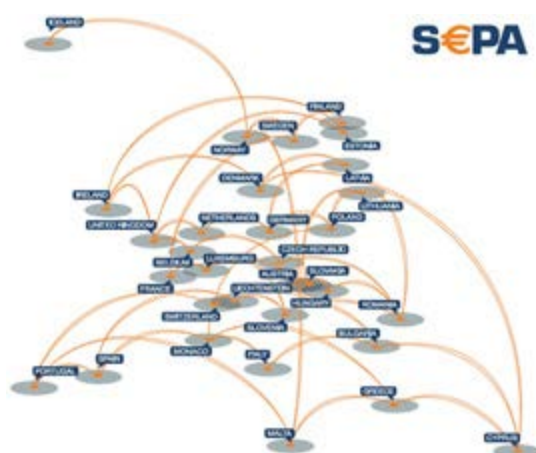 ICELAND
S€PA
FINLAND
SWEDEN
NORWAY
ESTONIA
DENMARK
LATVIA
IRELAND
LITHUANIA
NETHERLANDS
GERMANY
POLAND
UNITED KINGDOM
CZECH REPUBLIC
BELGIUM
LUXEMBURG
AUSTRIA
SLOVAKIA
FRANCE
LIECHTENSTEIN
HUNGARY
ROMANIA
SWITZERLAND
SLOVENIA
BULGARIA
MONACO
SPAIN
ITALY
PORTUGAL
GREECE
MALTA
CYPRUS